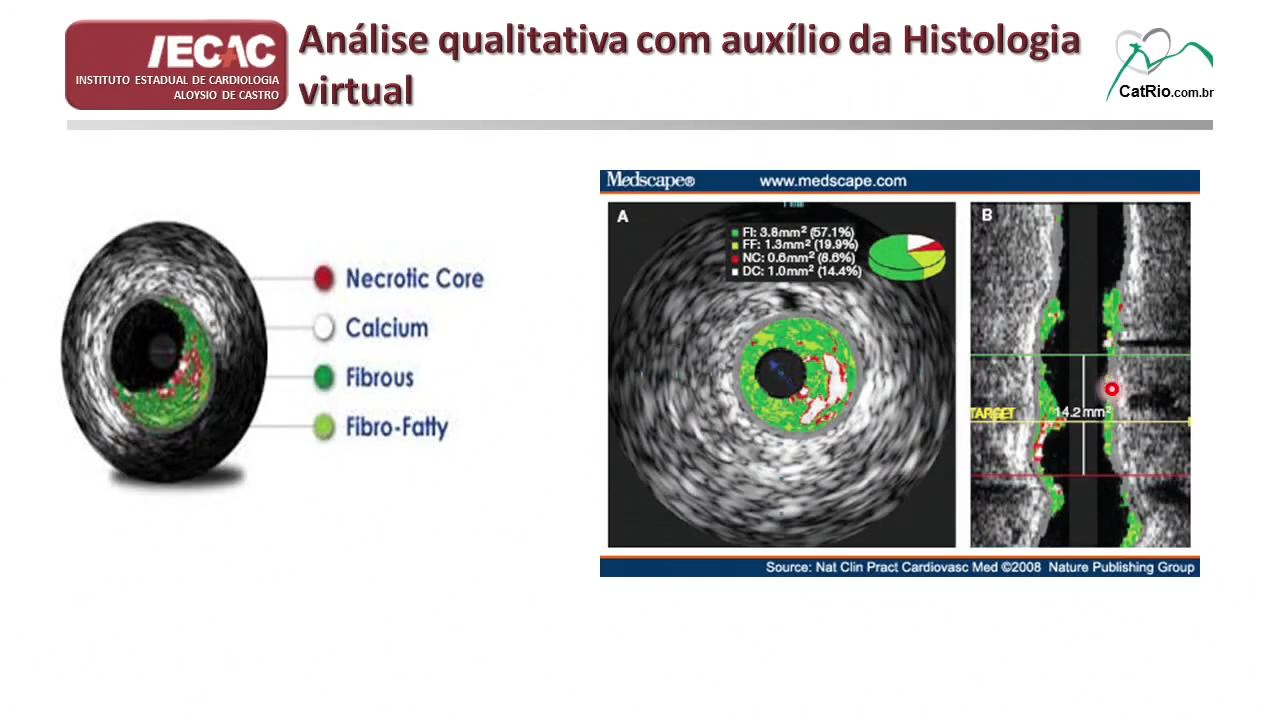 IECAC
INSTITUTO ESTADUAL DE CARDIOLOGIA
ALOYSIO DE CASTRO
Análise qualitativa com auxílio da Histologia
virtual
CatRio.com.br
Necrotic Core
Calcium
Fibrous
Fibro-Fatty
Medscape® www.medscape.com
A
FI: 3.8mm² (57.1%)
FF: 1.3mm² (19.9%)
NC: 0.6mm² (8.6%)
DC: 1.0mm² (14.4%)
B
TARGET
14.2mm²
Source: Nat Clin Pract Cardiovasc Med ©2008 Nature Publishing Group